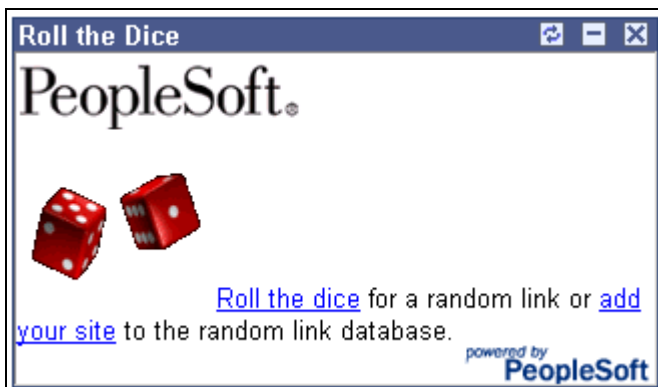 Roll the Dice
PeopleSoft®
Roll the dice for a random link or add
your site to the random link database.
powered by
PeopleSoft